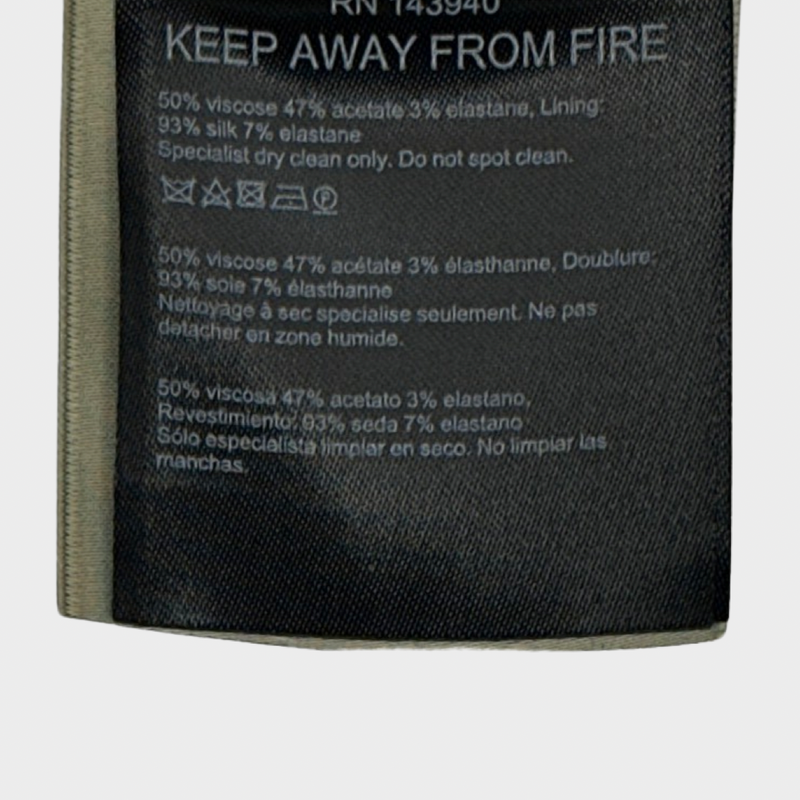 RN 143940
KEEP AWAY FROM FIRE
50% viscose 47% acetate 3% elastane, Lining:
93% silk 7% elastane
Specialist dry clean only. Do not spot clean.
P
50% viscose 47% acétate 3% élasthanne, Doublure:
93% soie 7% élasthanne
Nettoyage à sec specialise seulement. Ne pas
detacher en zone humide.
50% viscosa 47% acetato 3% elastano,
Revestimiento: 93% seda 7% elastano
Sólo especialista limpiar en seco. No limpiar las
manchas.